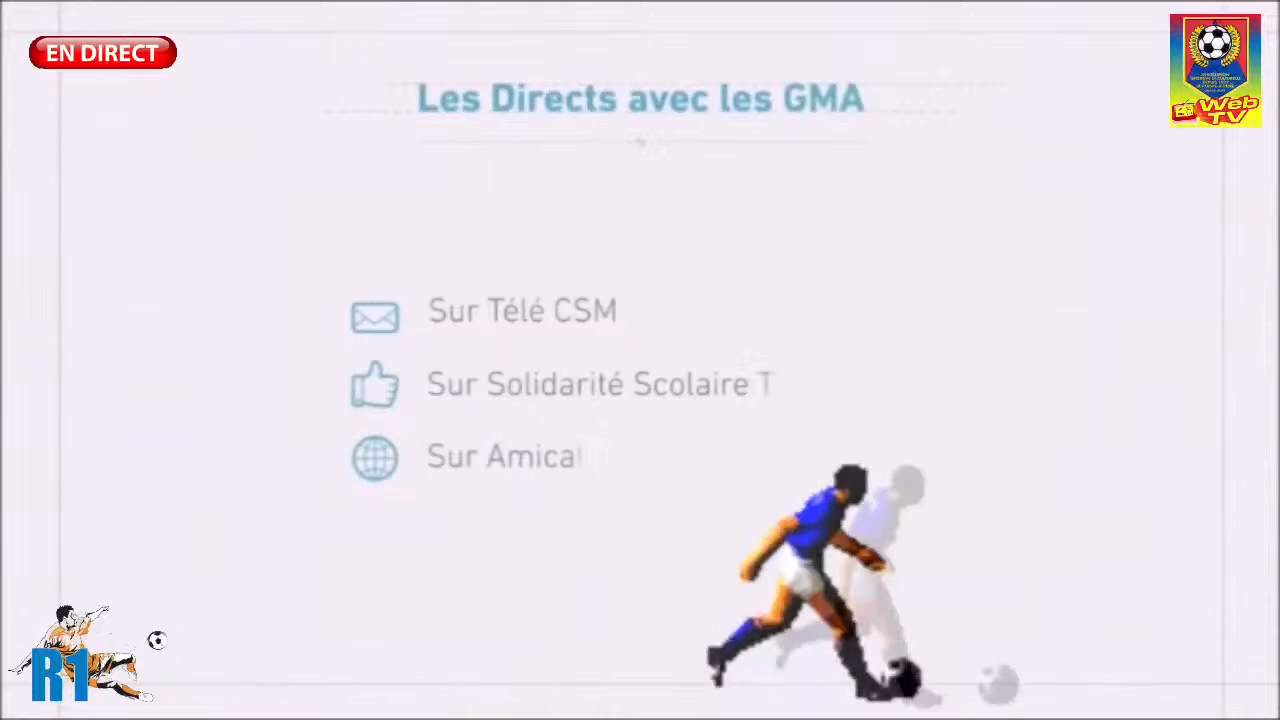 EN DIRECT
Les Directs avec les GMA
Web
TV
Sur Télé CSM
Sur Solidarité Scolaire T
Sur Amical
R1